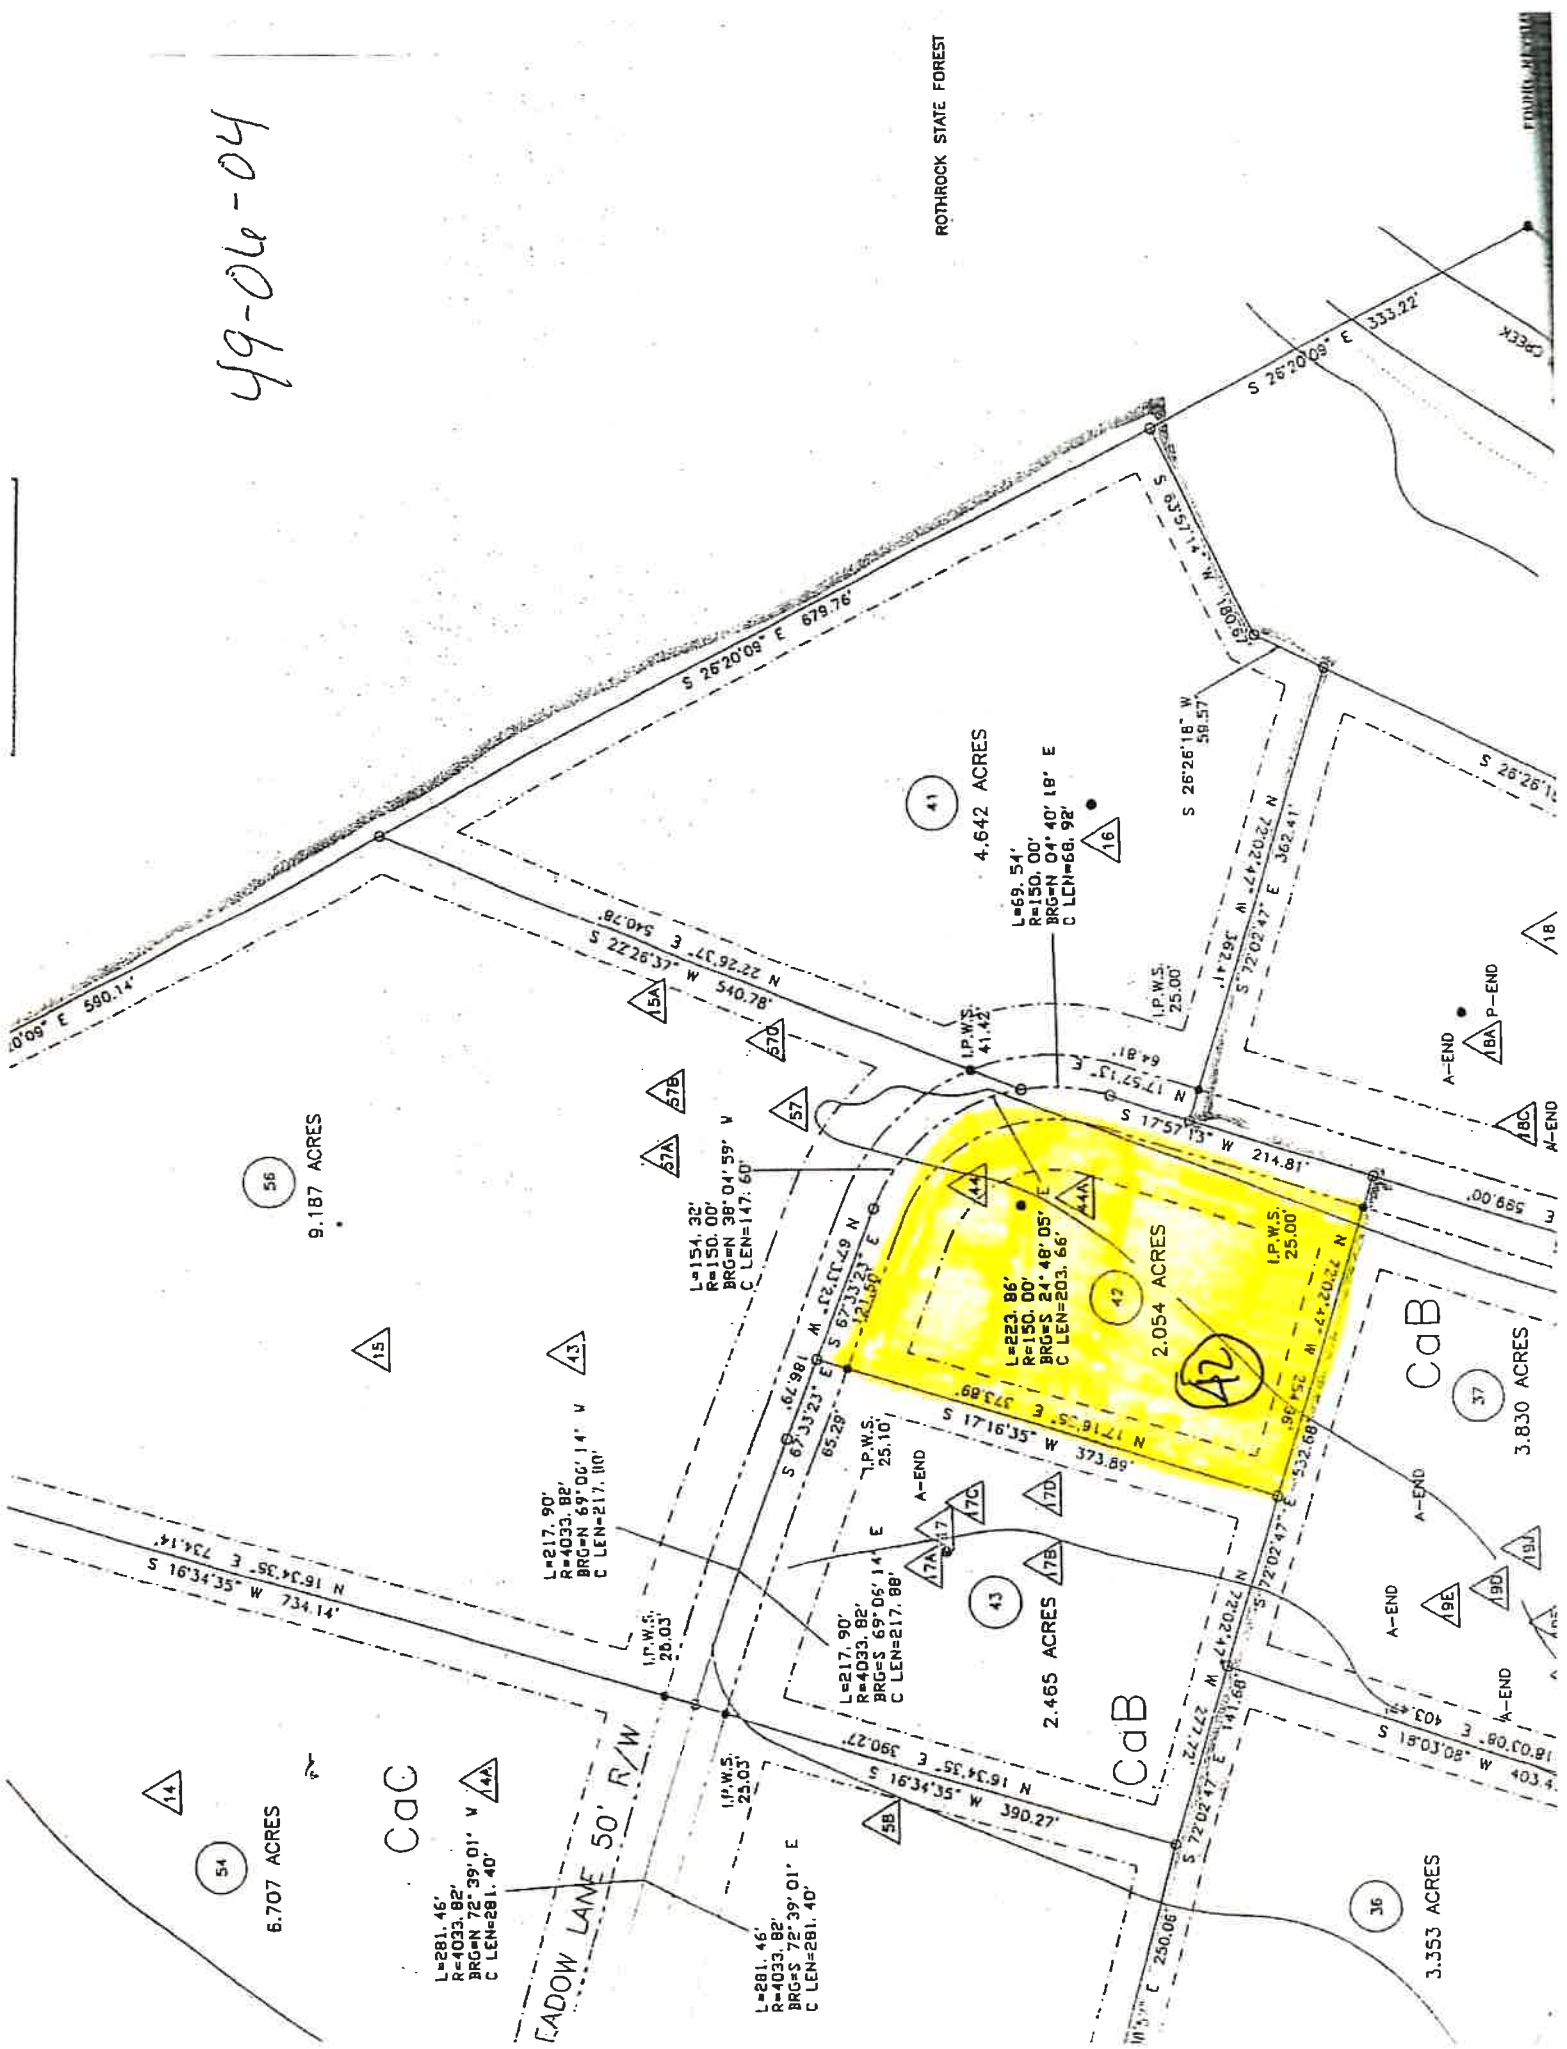 49-06-04
ROTHROCK STATE FOREST
CREEK
S 26°20'09" E 333.22'
S 26°20'09" E 679.76'
20'09" E 590.14'
56
9.187 ACRES
N 22°26'37" E 540.78'
S 22°26'37" W 540.78'
15A
57D
57B
57
57A
15
43
41
4.642 ACRES
16
L=69.54'
R=150.00'
BRG=N 04°40'18" E
C LEN=68.92'
S 63°57'14" W 180.67'
S 26°26'18" W
59.57'
N 72°02'47" W 362.41'
S 72°02'47" E 362.41'
I.P.W.S.
25.00'
I.P.W.S.
41.42'
N 17°57'13" E 64.81'
S 17°57'13" W 214.81'
L=154.32'
R=150.00'
BRG=N 38°04'59" W
C LEN=147.60'
N 67°33'23" W 186.79'
S 67°33'23" E
121.50'
S 67°33'23" E
65.29'
44
44A
L=223.86'
R=150.00'
BRG=S 24°48'05"
E
C LEN=203.66'
42
2.054 ACRES
42
I.P.W.S.
25.00'
N 72°02'47" W 254.96'
N 17°16'35" E 373.89'
S 17°16'35" W 373.89'
I.P.W.S.
25.10'
A-END
17
17A
17B
17C
17D
43
2.465 ACRES
CaB
L=217.90'
R=4033.82'
BRG=N 69°06'14" W
L=217.90'
R=4033.82'
BRG=S 69°06'14" E
C LEN=217.88'
N 16°34'35" E 734.14'
S 16°34'35" W 734.14'
I.P.W.S.
25.03'
N 16°34'35" E 390.27'
S 16°34'35" W 390.27'
58
14
54
6.707 ACRES
CaC
14A
L=281.46'
R=4033.82'
BRG=N 72°39'01" W
C LEN=281.40'
L=281.46'
R=4033.82'
BRG=S 72°39'01" E
C LEN=281.40'
EADOW LANE 50' R/W
E 250.06'
N 72°02'47" W 277.72'
S 72°02'47" E 141.68'
S 72°02'47" E 532.68'
36
3.353 ACRES
S 18°03'08" W 403.4
18°03'08" E 403.4
A-END
A-END
A-END
19E
19D
19J
CaB
37
3.830 ACRES
E 599.00'
A-END
P-END
18A
18C
A-END
18
S 26°26'1